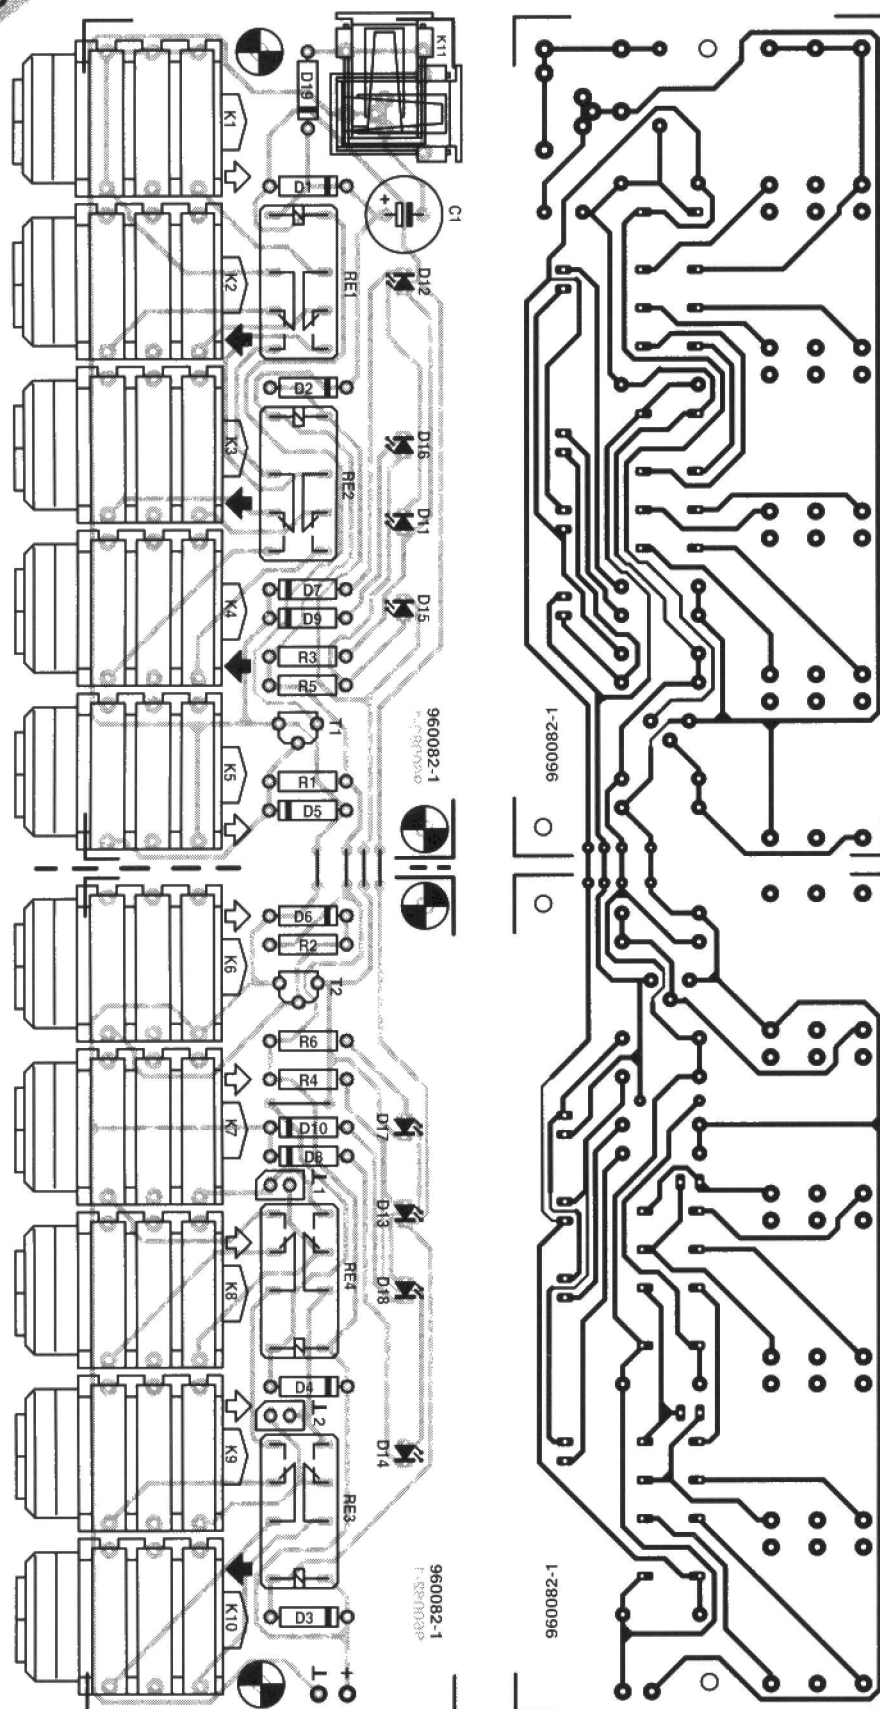 K11
D19
K1
D1
+
C1
K2
RE1
D12
D2
K3
RE2
D16
D11
K4
D7
D9
D15
R3
R5
T1
960082-1
960082-1
K5
R1
D5
K6
D6
R2
T2
R6
K7
R4
D10
D8
D17
T1
D13
K8
RE4
D18
D4
T2
K9
D14
RE3
960082-1
960082-1
K10
D3
⊥
+